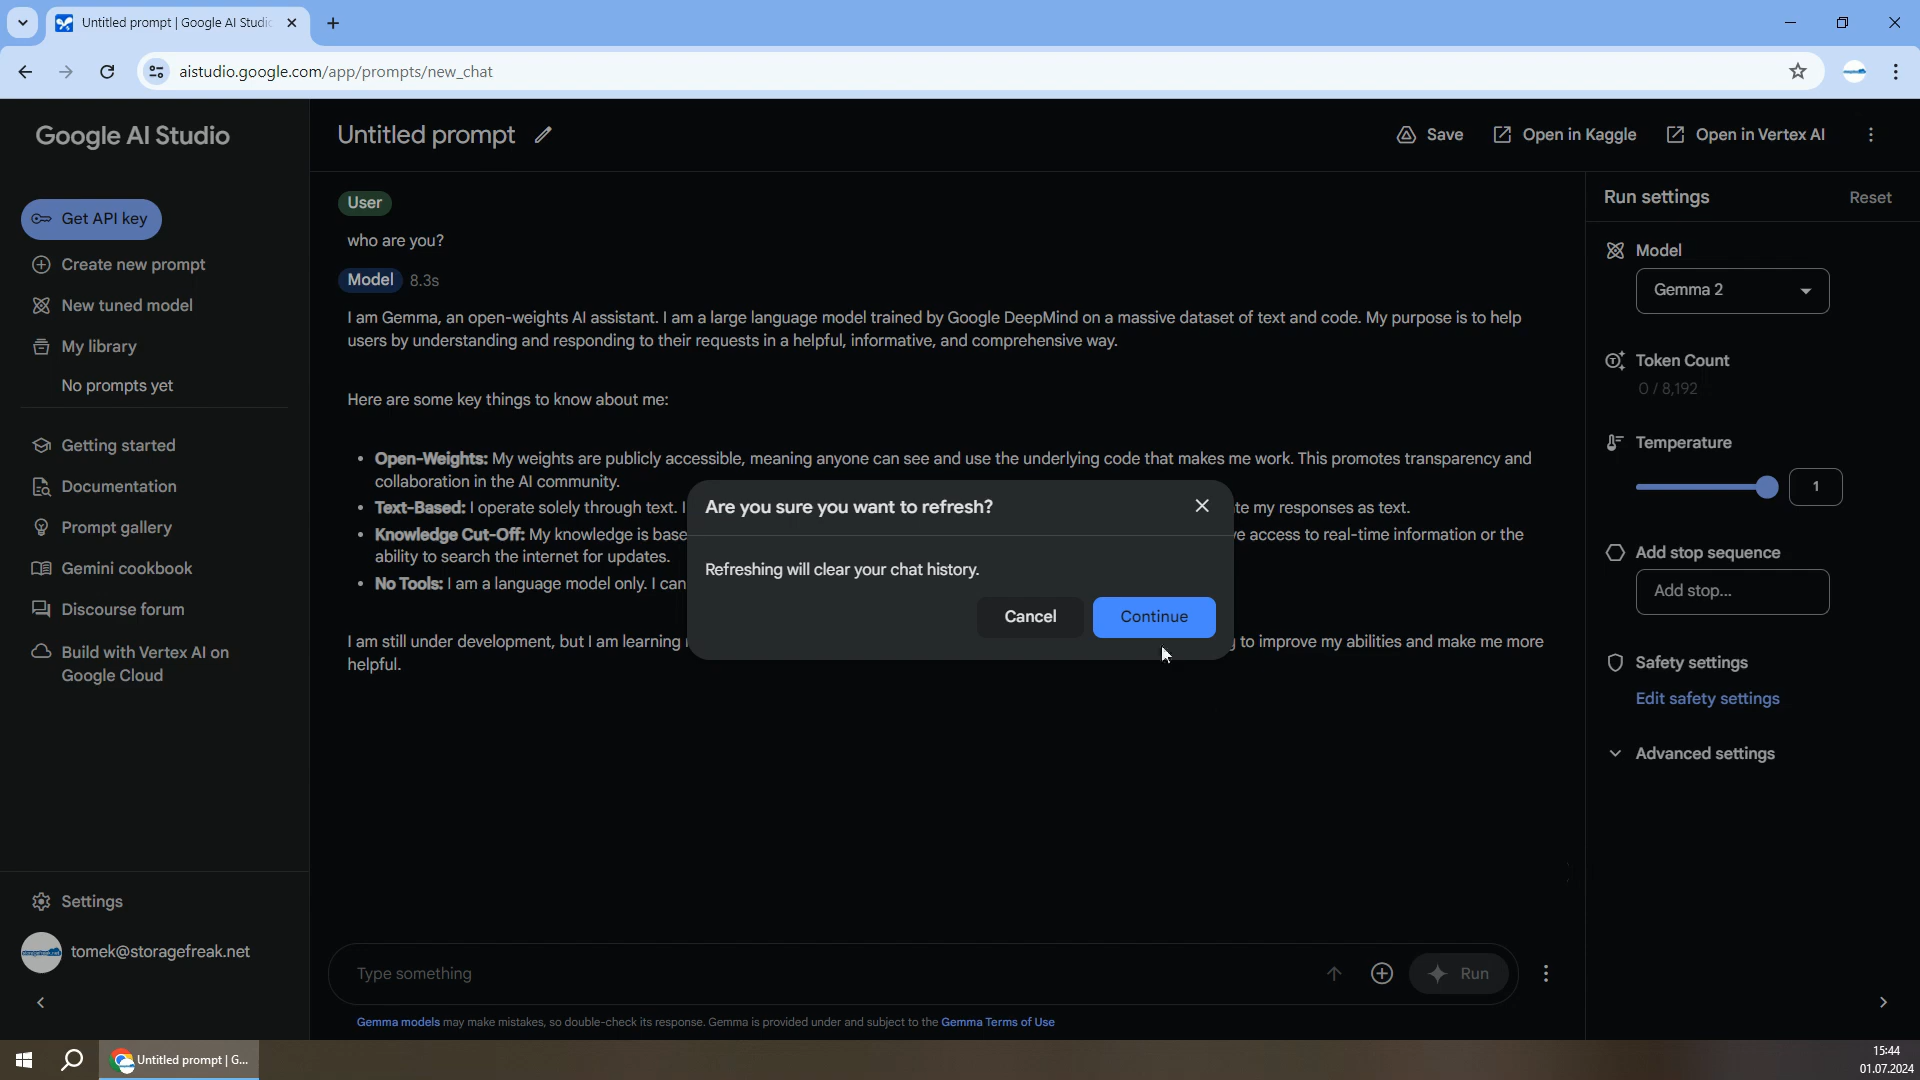 Untitled prompt | Google AI Studi
aistudio.google.com/app/prompts/new_chat
Google AI Studio
Get API key
Create new prompt
New tuned model
My library
No prompts yet
Getting started
Documentation
Prompt gallery
Gemini cookbook
Discourse forum
Build with Vertex AI on
Google Cloud
Settings
tomek@storagefreak.net
Untitled prompt
Save
Open in Kaggle
Open in Vertex AI
User
who are you?
Model 8.3s
I am Gemma, an open-weights AI assistant. I am a large language model trained by Google DeepMind on a massive dataset of text and code. My purpose is to help
users by understanding and responding to their requests in a helpful, informative, and comprehensive way.
Here are some key things to know about me:
• Open-Weights: My weights are publicly accessible, meaning anyone can see and use the underlying code that makes me work. This promotes transparency and
collaboration in the AI community.
• Text-Based: I operate solely through text. I te my responses as text.
• Knowledge Cut-Off: My knowledge is base ve access to real-time information or the
ability to search the internet for updates.
• No Tools: I am a language model only. I can
I am still under development, but I am learning to improve my abilities and make me more
helpful.
Are you sure you want to refresh?
Refreshing will clear your chat history.
Cancel
Continue
Type something
Run
Gemma models may make mistakes, so double-check its response. Gemma is provided under and subject to the Gemma Terms of Use
Run settings
Reset
Model
Gemma 2
Token Count
0 / 8,192
Temperature
1
Add stop sequence
Add stop...
Safety settings
Edit safety settings
Advanced settings
Untitled prompt | G...
15:44
01.07.2024